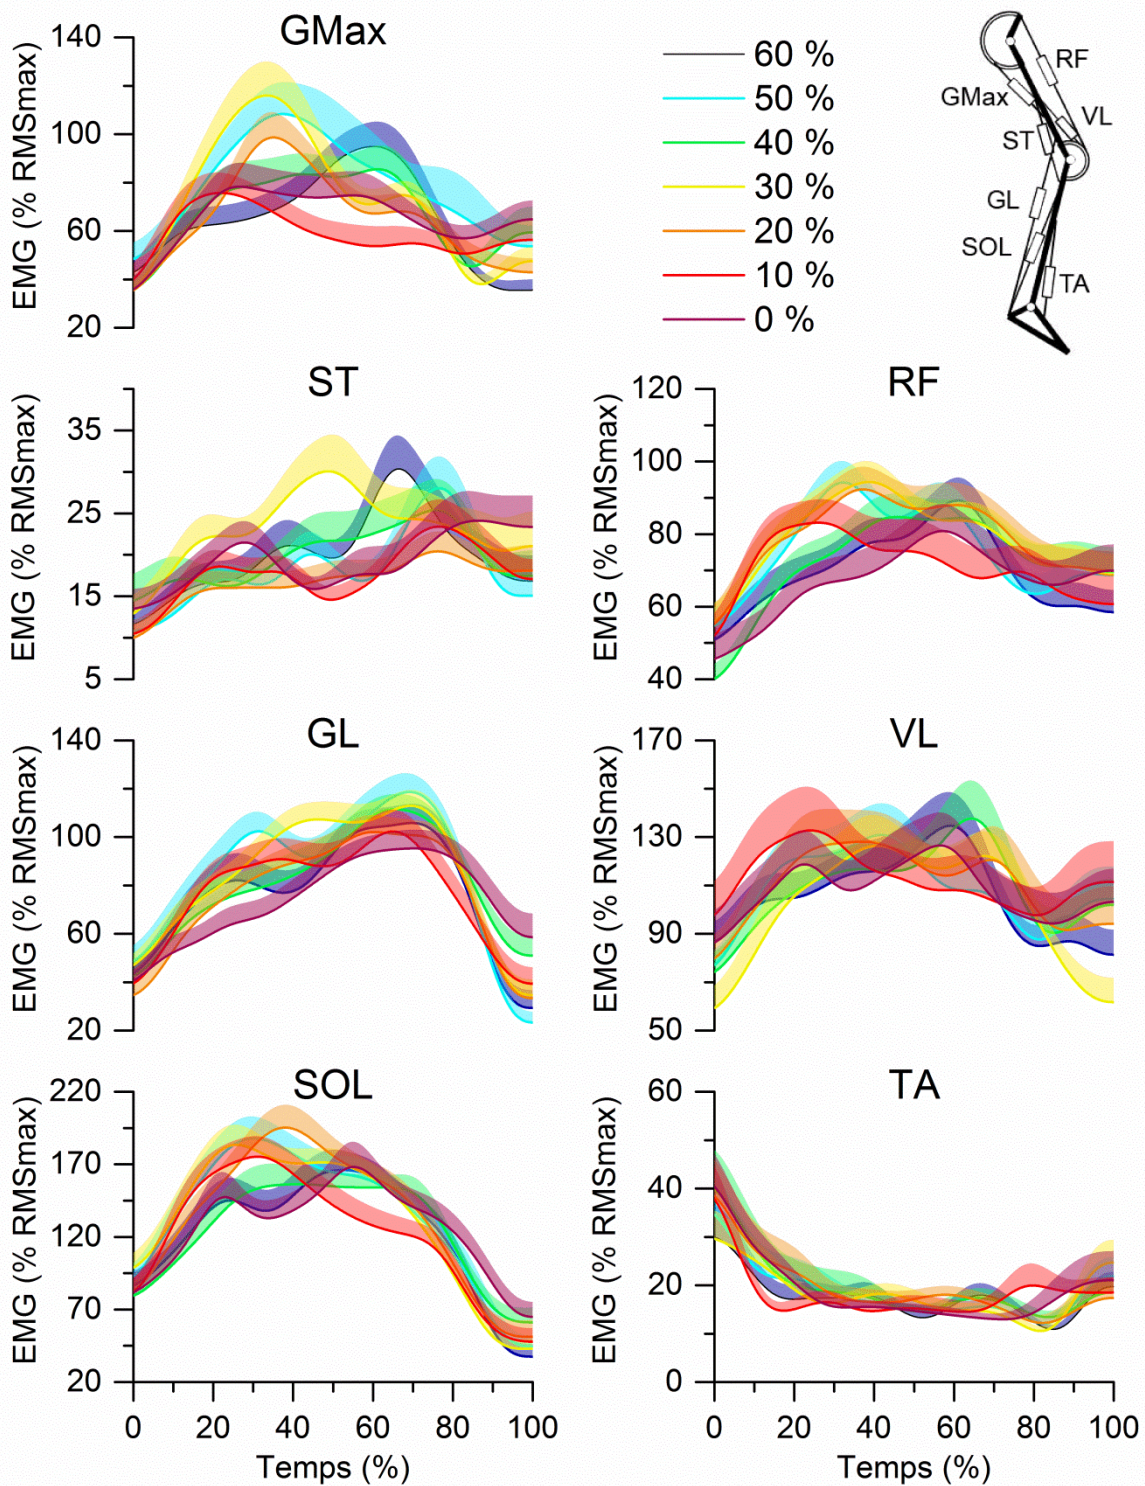 GMax
140
100
60
20
EMG (% RMSmax)
60 %
50 %
40 %
30 %
20 %
10 %
0 %
RF
GMax
VL
ST
GL
SOL
TA
ST
35
25
15
5
EMG (% RMSmax)
RF
120
100
80
60
40
EMG (% RMSmax)
GL
140
100
60
20
EMG (% RMSmax)
VL
170
130
90
50
EMG (% RMSmax)
SOL
220
170
120
70
20
EMG (% RMSmax)
0 20 40 60 80 100
Temps (%)
TA
60
40
20
0
EMG (% RMSmax)
0 20 40 60 80 100
Temps (%)